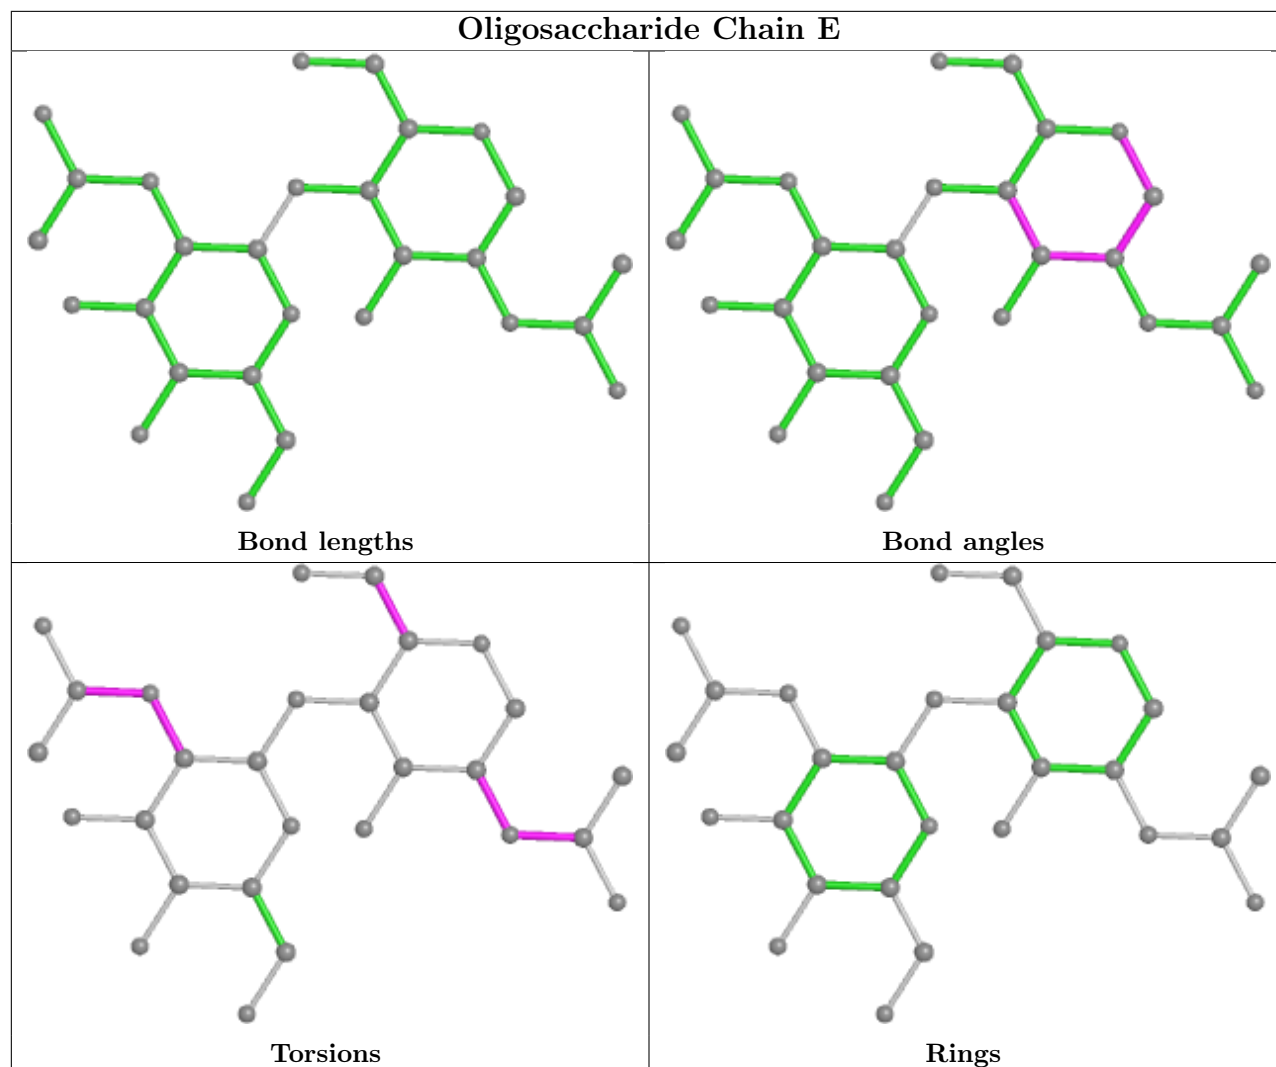 Oligosaccharide Chain E
Bond lengths
Bond angles
Torsions
Rings